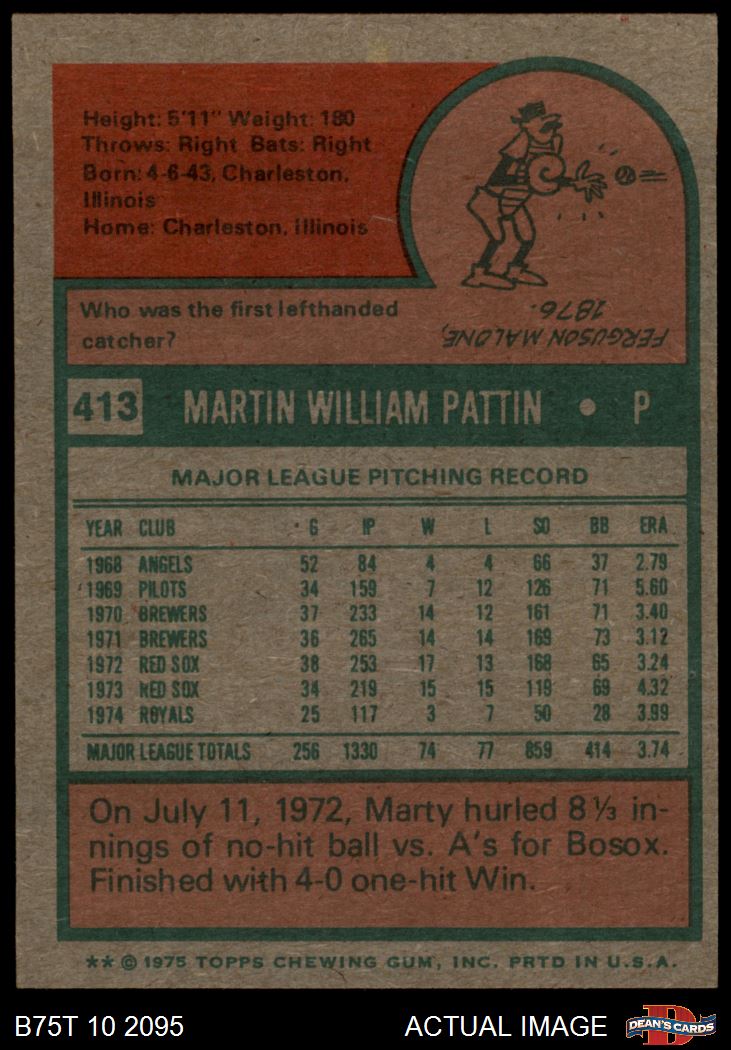 Height: 5'11" Weight: 180
Throws: Right Bats: Right
Born: 4-6-43, Charleston,
Illinois
Home: Charleston, Illinois
Who was the first lefthanded
catcher?
FERGUSON MALONE,
1876.
413 MARTIN WILLIAM PATTIN • P
MAJOR LEAGUE PITCHING RECORD
YEAR CLUB G IP W L SO BB ERA
1968 ANGELS 52 84 4 4 66 37 2.79
1969 PILOTS 34 159 7 12 126 71 5.60
1970 BREWERS 37 233 14 12 161 71 3.40
1971 BREWERS 36 265 14 14 169 73 3.12
1972 RED SOX 38 253 17 13 168 65 3.24
1973 RED SOX 34 219 15 15 119 69 4.32
1974 ROYALS 25 117 3 7 50 28 3.99
MAJOR LEAGUE TOTALS 256 1330 74 77 859 414 3.74
On July 11, 1972, Marty hurled 8 ⅓ in-
nings of no-hit ball vs. A's for Bosox.
Finished with 4-0 one-hit Win.
** © 1975 TOPPS CHEWING GUM, INC. PRTD IN U.S.A.
B75T 10 2095 ACTUAL IMAGE DEAN'S CARDS